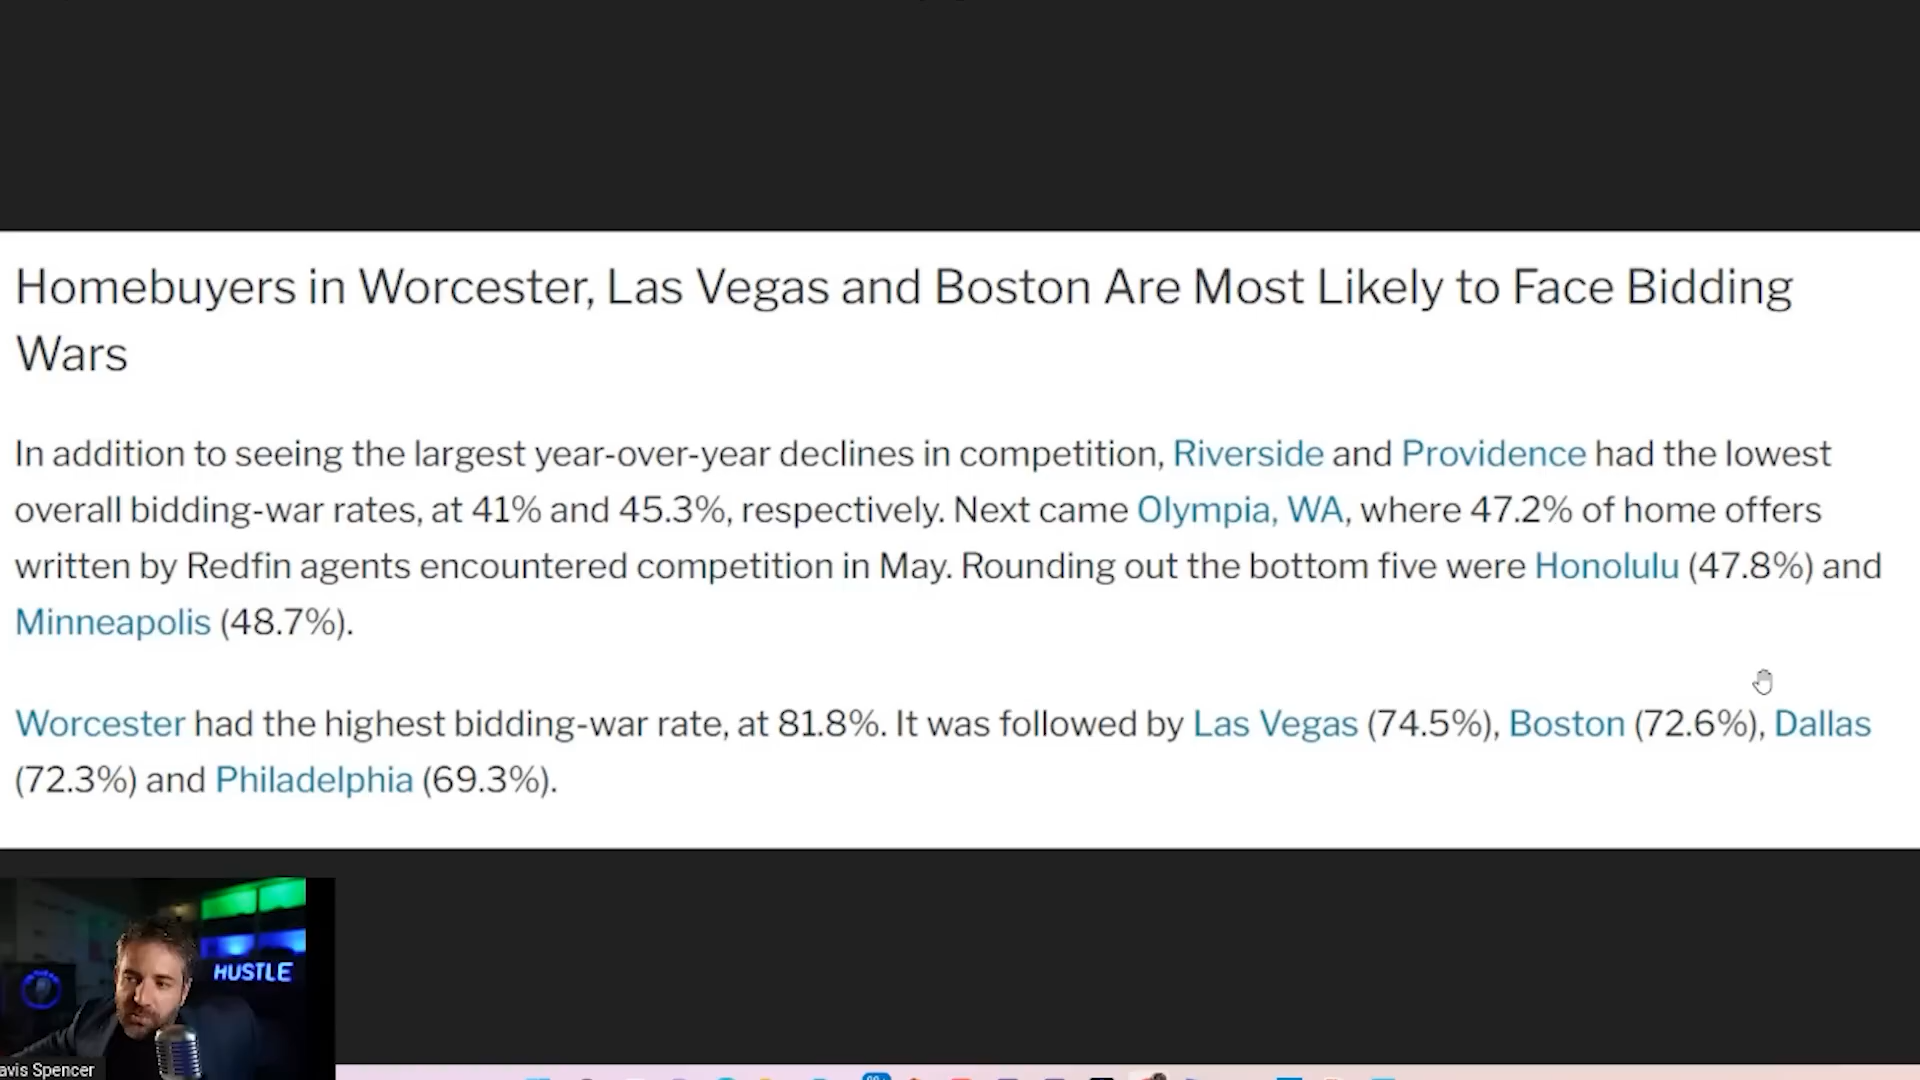 Homebuyers in Worcester, Las Vegas and Boston Are Most Likely to Face Bidding
Wars
In addition to seeing the largest year-over-year declines in competition, Riverside and Providence had the lowest
overall bidding-war rates, at 41% and 45.3%, respectively. Next came Olympia, WA, where 47.2% of home offers
written by Redfin agents encountered competition in May. Rounding out the bottom five were Honolulu (47.8%) and
Minneapolis (48.7%).
Worcester had the highest bidding-war rate, at 81.8%. It was followed by Las Vegas (74.5%), Boston (72.6%), Dallas
(72.3%) and Philadelphia (69.3%).
HUSTLE
avis Spencer